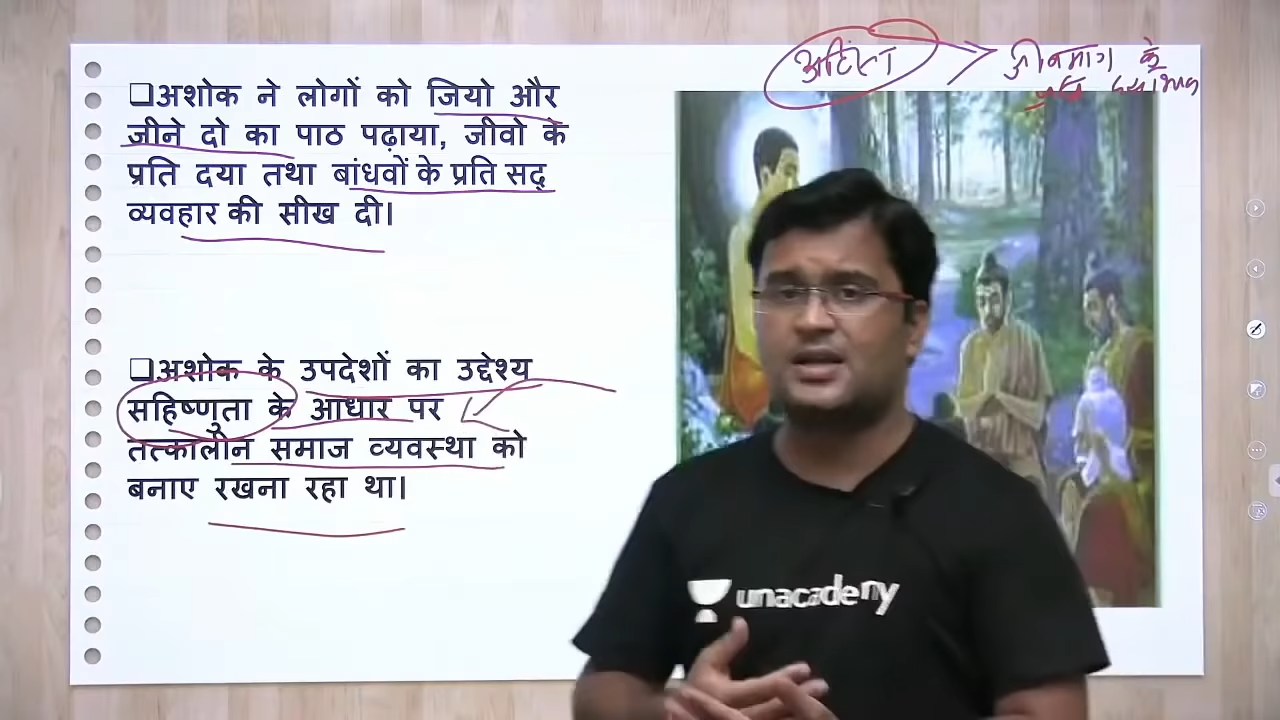 अहिंसा
के
❑अशोक ने लोगों को जियो और
जीने दो का पाठ पढ़ाया, जीवो के
प्रति दया तथा बांधवों के प्रति सद्
व्यवहार की सीख दी।
❑अशोक के उपदेशों का उद्देश्य
सहिष्णुता के आधार पर
तत्कालीन समाज व्यवस्था को
बनाए रखना रहा था।
unacademy